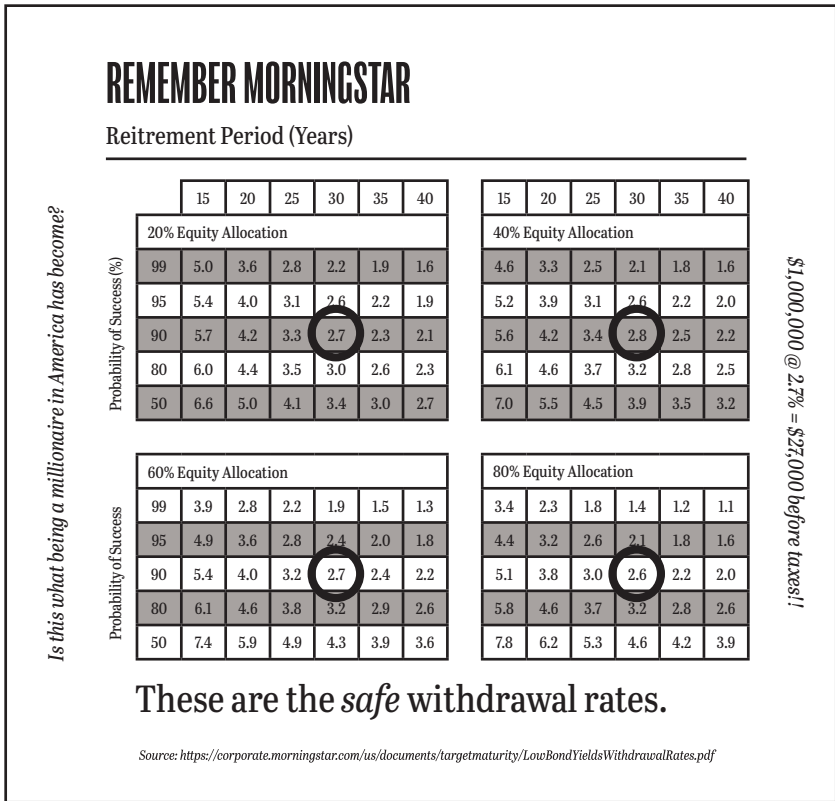 REMEMBER MORNINGSTAR
Reitrement Period (Years)
15 20 25 30 35 40
20% Equity Allocation
99 5.0 3.6 2.8 2.2 1.9 1.6
95 5.4 4.0 3.1 2.6 2.2 1.9
90 5.7 4.2 3.3 2.7 2.3 2.1
80 6.0 4.4 3.5 3.0 2.6 2.3
50 6.6 5.0 4.1 3.4 3.0 2.7
Probability of Success (%)
15 20 25 30 35 40
40% Equity Allocation
4.6 3.3 2.5 2.1 1.8 1.6
5.2 3.9 3.1 2.6 2.2 2.0
5.6 4.2 3.4 2.8 2.5 2.2
6.1 4.6 3.7 3.2 2.8 2.5
7.0 5.5 4.5 3.9 3.5 3.2
60% Equity Allocation
99 3.9 2.8 2.2 1.9 1.5 1.3
95 4.9 3.6 2.8 2.4 2.0 1.8
90 5.4 4.0 3.2 2.7 2.4 2.2
80 6.1 4.6 3.8 3.2 2.9 2.6
50 7.4 5.9 4.9 4.3 3.9 3.6
Probability of Success
80% Equity Allocation
3.4 2.3 1.8 1.4 1.2 1.1
4.4 3.2 2.6 2.1 1.8 1.6
5.1 3.8 3.0 2.6 2.2 2.0
5.8 4.6 3.7 3.2 2.8 2.6
7.8 6.2 5.3 4.6 4.2 3.9
Is this what being a millionaire in America has become?
$1,000,000 @ 2.7% = $27,000 before taxes!!
These are the safe withdrawal rates.
Source: https://corporate.morningstar.com/us/documents/targetmaturity/LowBondYieldsWithdrawalRates.pdf